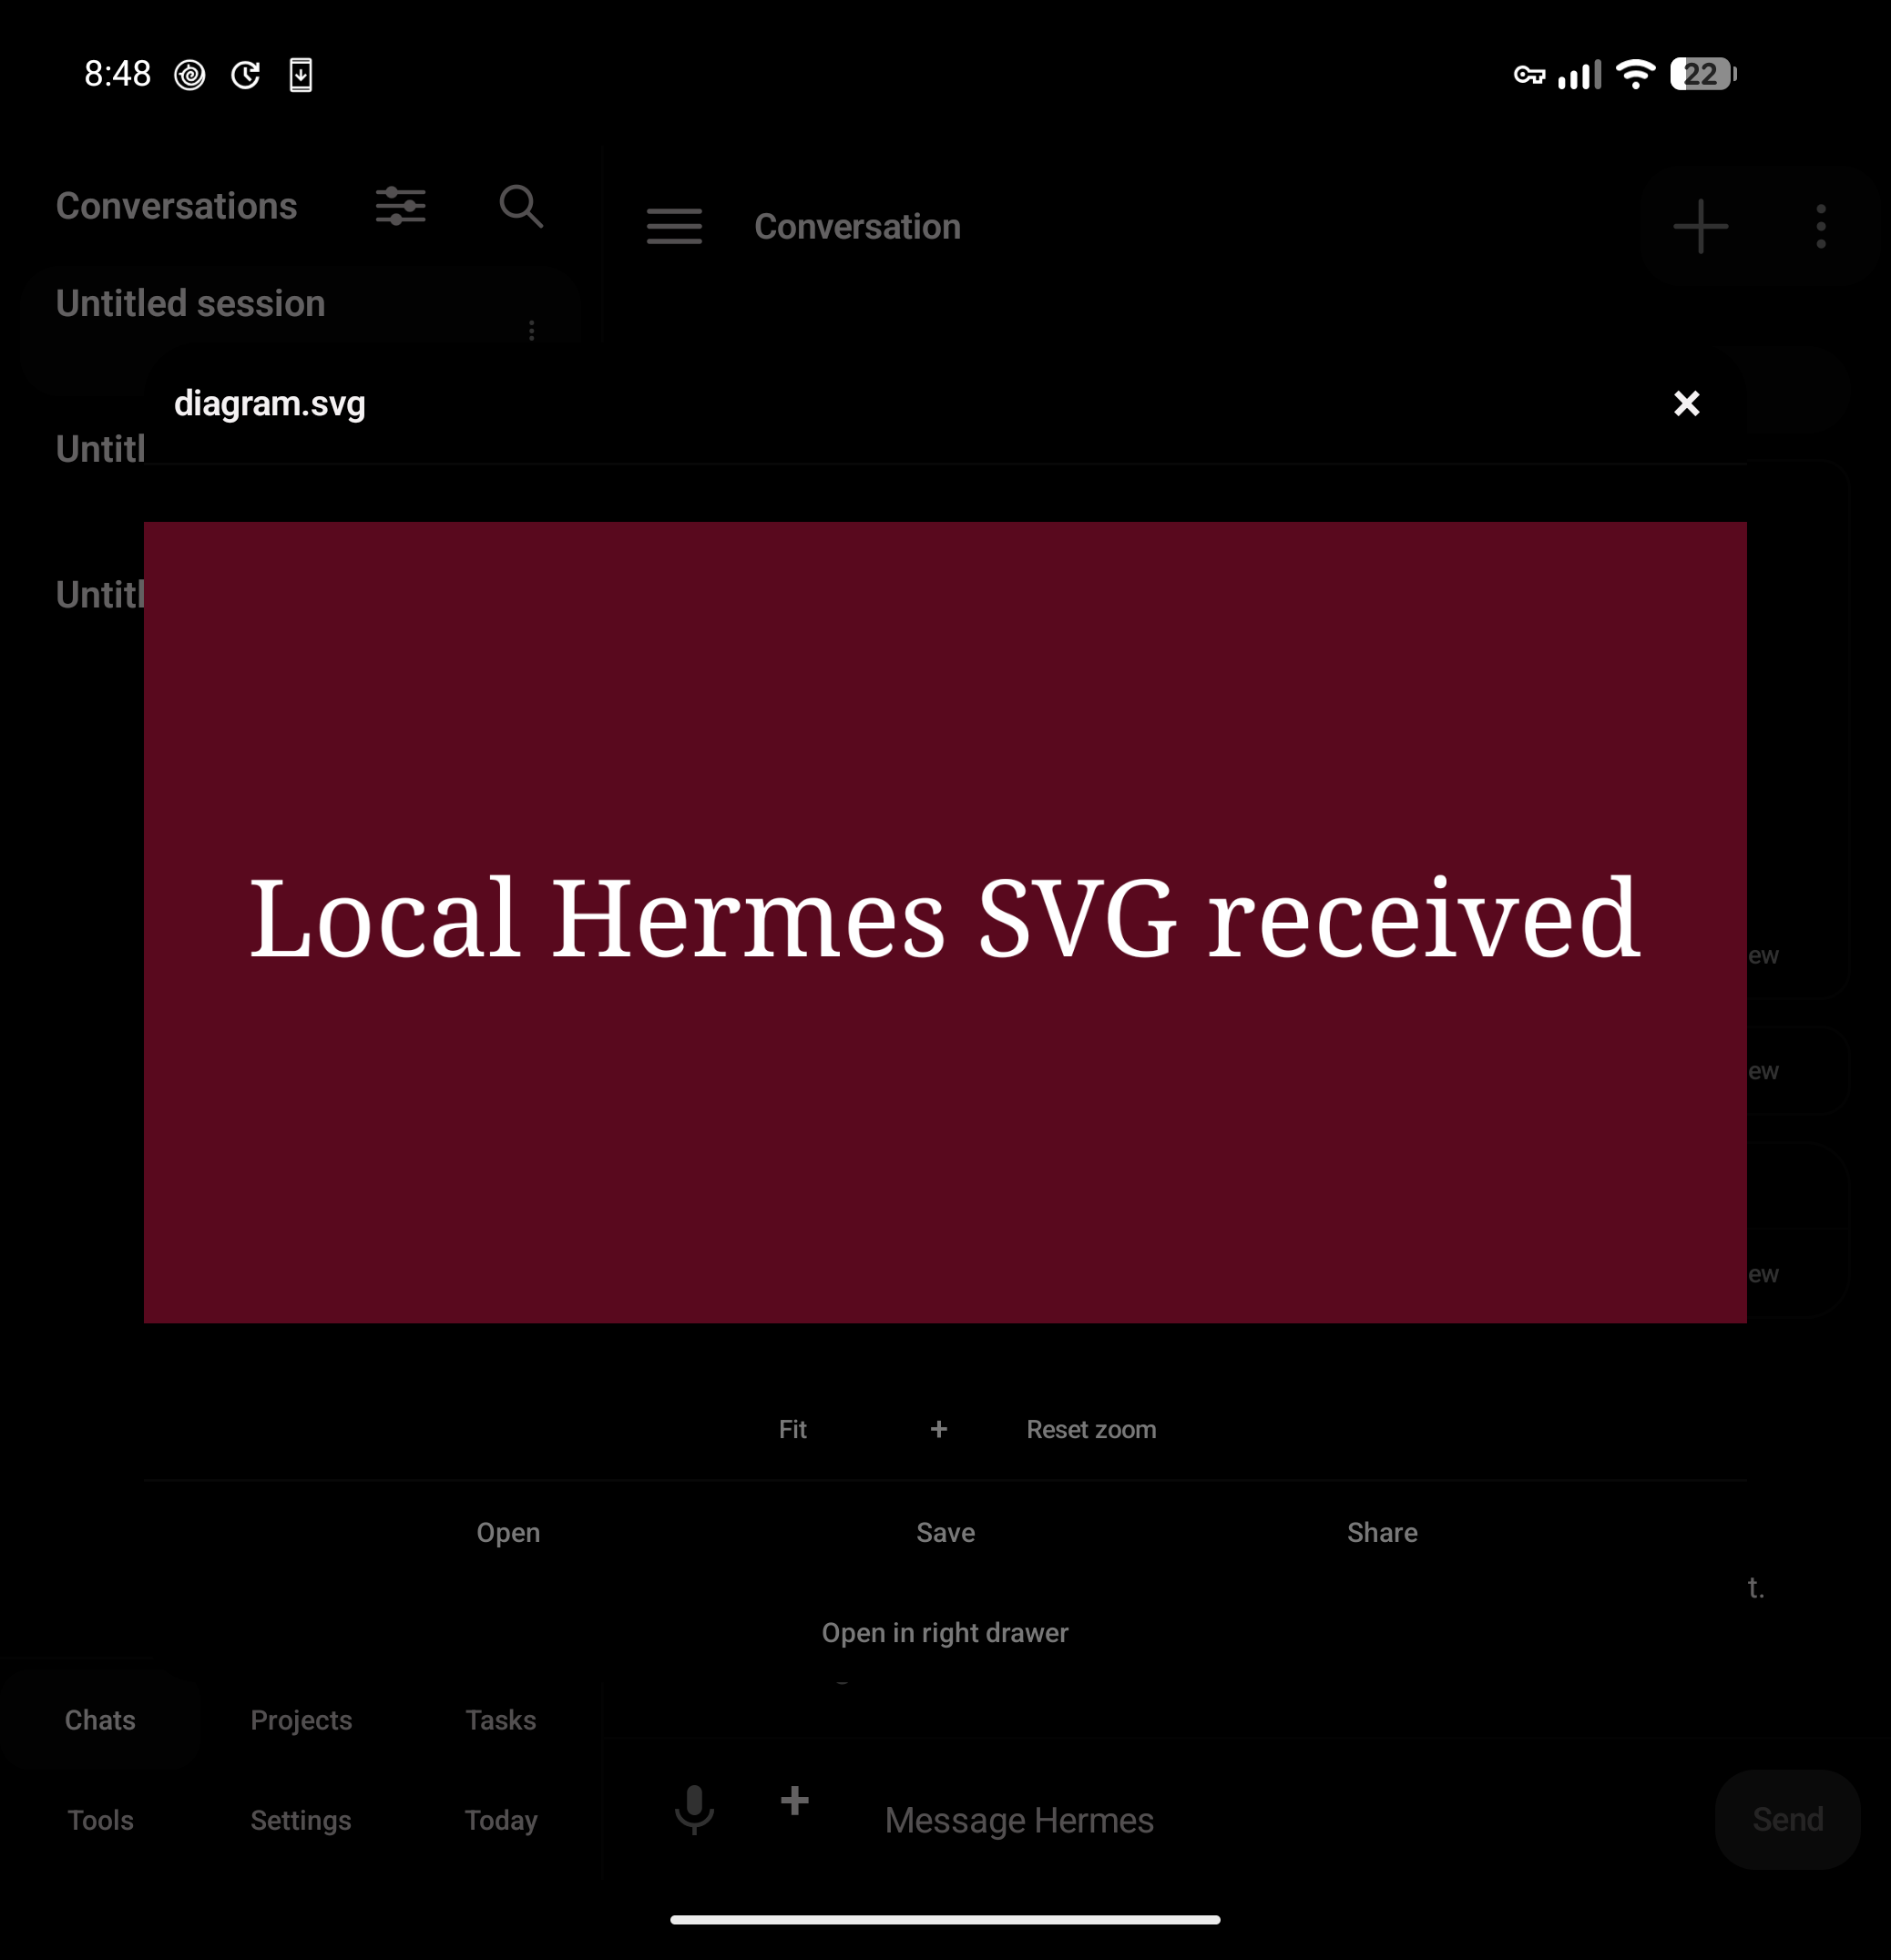 8:48
22
Conversations
Conversation
Untitled session
diagram.svg
Untitl
Untitl
Local Hermes SVG received
ew
ew
ew
Fit + Reset zoom
Open Save Share
t.
Open in right drawer
Chats Projects Tasks
Tools Settings Today
+ Message Hermes Send